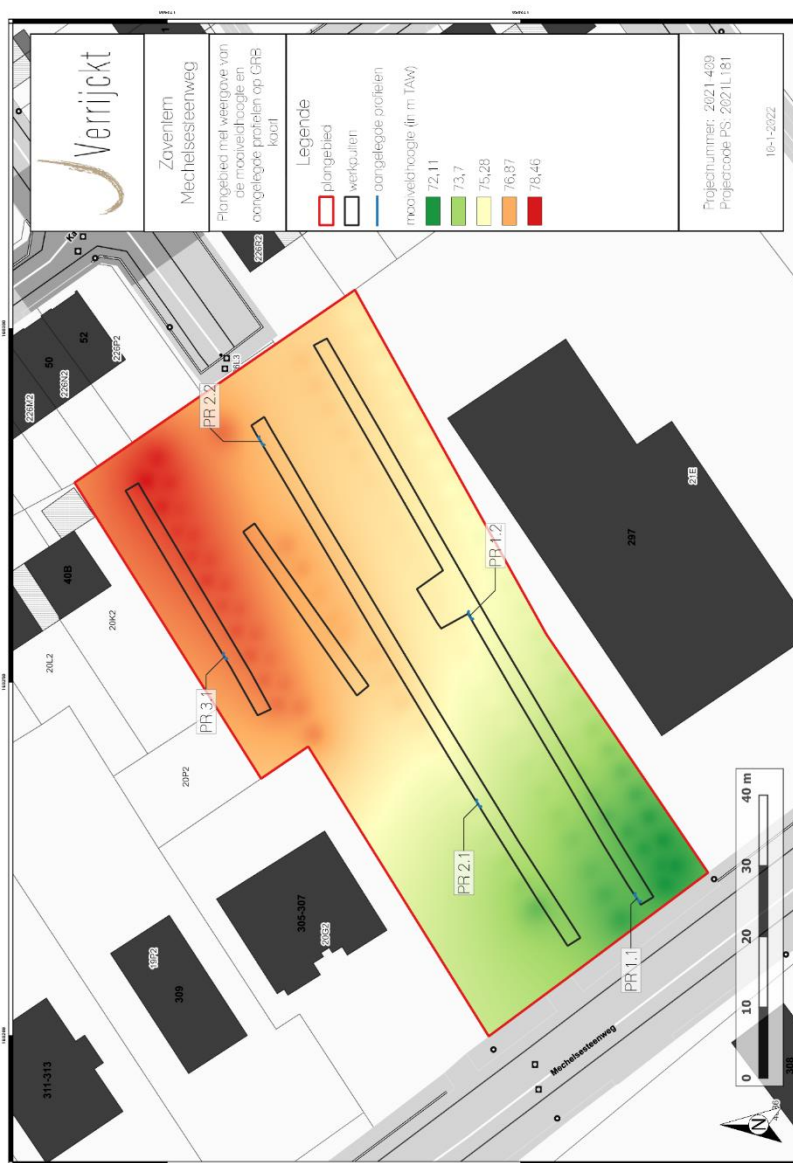 Verrijckt
Zaventem
Mechelsesteenweg
Plangebied met weergave van
de maaiveldhoogte en
aangelegde profielen op GRB
kaart
Legende
plangebied
werkputten
aangelegde profielen
maaiveldhoogte (in m TAW)
72,11
73,7
75,28
76,87
78,46
Projectnummer: 2021-409
Projectcode PS: 2021L181
10-1-2022
PR 3.1
PR 2.2
PR 2.1
PR 1.2
PR 1.1
311-313
309
19P2
305-307
20G2
20P2
20L2
20K2
40B
226M2
50
226N2
52
226P2
226R2
1
297
21E
308
Mechelsesteenweg
0 10 20 30 40 m
N